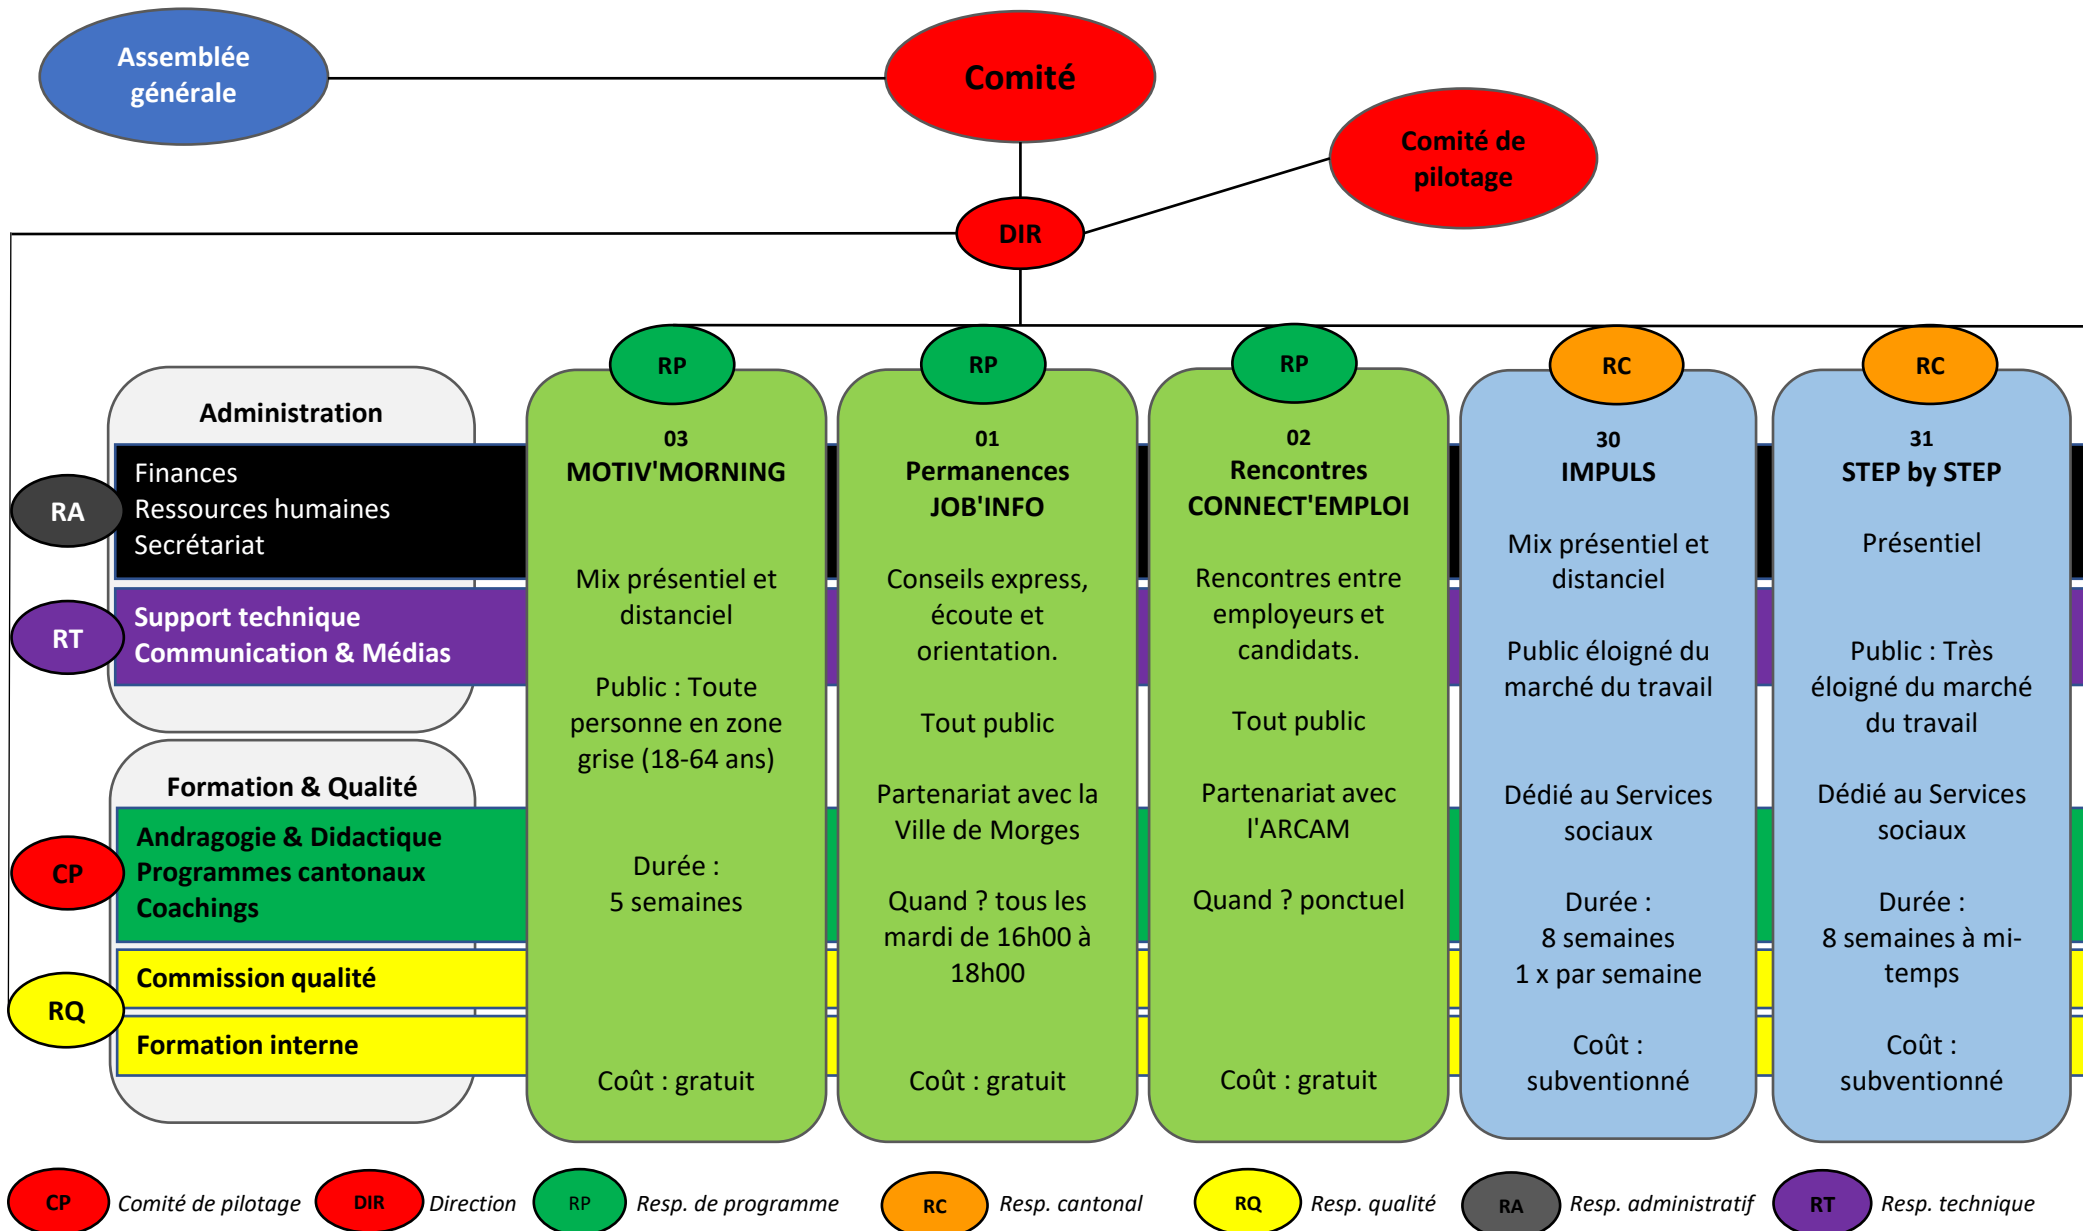 Assemblée
générale
Comité
Comité de
pilotage
DIR
RP
RP
RP
RC
RC
Administration
RA
Finances
Ressources humaines
Secrétariat
RT
Support technique
Communication & Médias
Formation & Qualité
CP
Andragogie & Didactique
Programmes cantonaux
Coachings
RQ
Commission qualité
Formation interne
03
MOTIV'MORNING
Mix présentiel et
distanciel
Public : Toute
personne en zone
grise (18-64 ans)
Durée :
5 semaines
Coût : gratuit
01
Permanences
JOB'INFO
Conseils express,
écoute et
orientation.
Tout public
Partenariat avec la
Ville de Morges
Quand ? tous les
mardi de 16h00 à
18h00
Coût : gratuit
02
Rencontres
CONNECT'EMPLOI
Rencontres entre
employeurs et
candidats.
Tout public
Partenariat avec
l'ARCAM
Quand ? ponctuel
Coût : gratuit
30
IMPULS
Mix présentiel et
distanciel
Public éloigné du
marché du travail
Dédié au Services
sociaux
Durée :
8 semaines
1 x par semaine
Coût :
subventionné
31
STEP by STEP
Présentiel
Public : Très
éloigné du marché
du travail
Dédié au Services
sociaux
Durée :
8 semaines à mi-
temps
Coût :
subventionné
CP Comité de pilotage
DIR Direction
RP Resp. de programme
RC Resp. cantonal
RQ Resp. qualité
RA Resp. administratif
RT Resp. technique